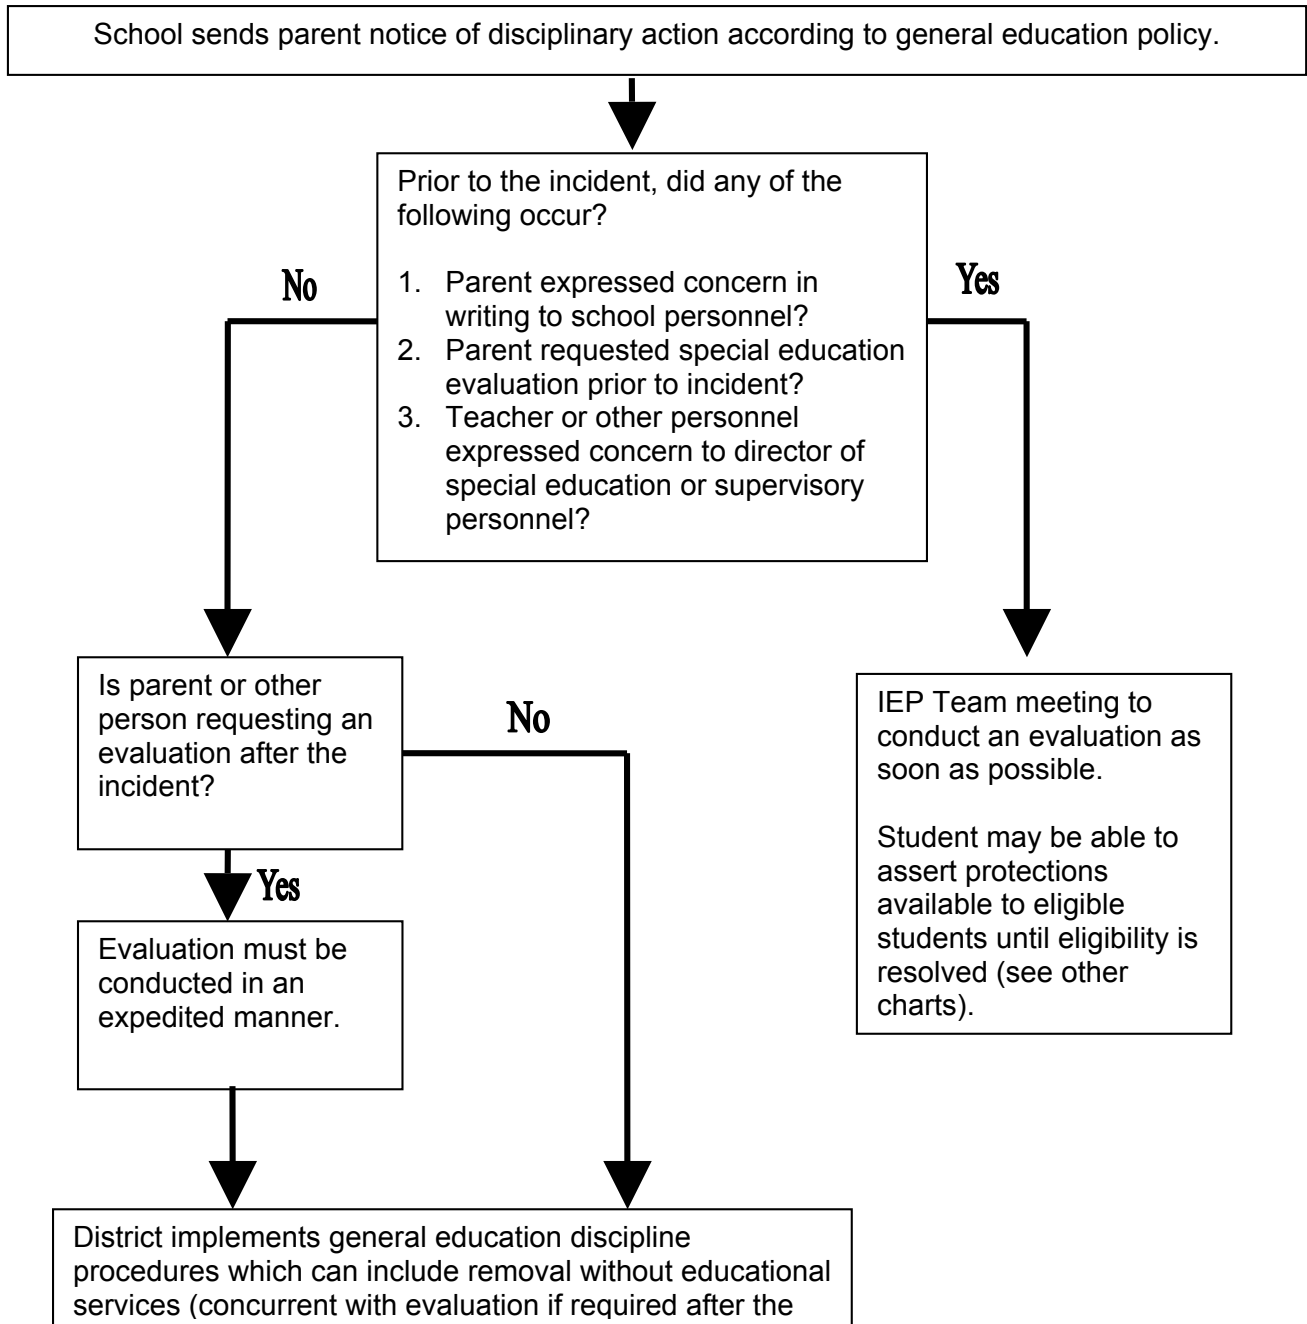 School sends parent notice of disciplinary action according to general education policy.
Prior to the incident, did any of the
following occur?
No
Yes
1. Parent expressed concern in
writing to school personnel?
2. Parent requested special education
evaluation prior to incident?
3. Teacher or other personnel
expressed concern to director of
special education or supervisory
personnel?
Is parent or other
person requesting an
evaluation after the
incident?
No
Yes
Evaluation must be
conducted in an
expedited manner.
IEP Team meeting to
conduct an evaluation as
soon as possible.
Student may be able to
assert protections
available to eligible
students until eligibility is
resolved (see other
charts).
District implements general education discipline
procedures which can include removal without educational
services (concurrent with evaluation if required after the